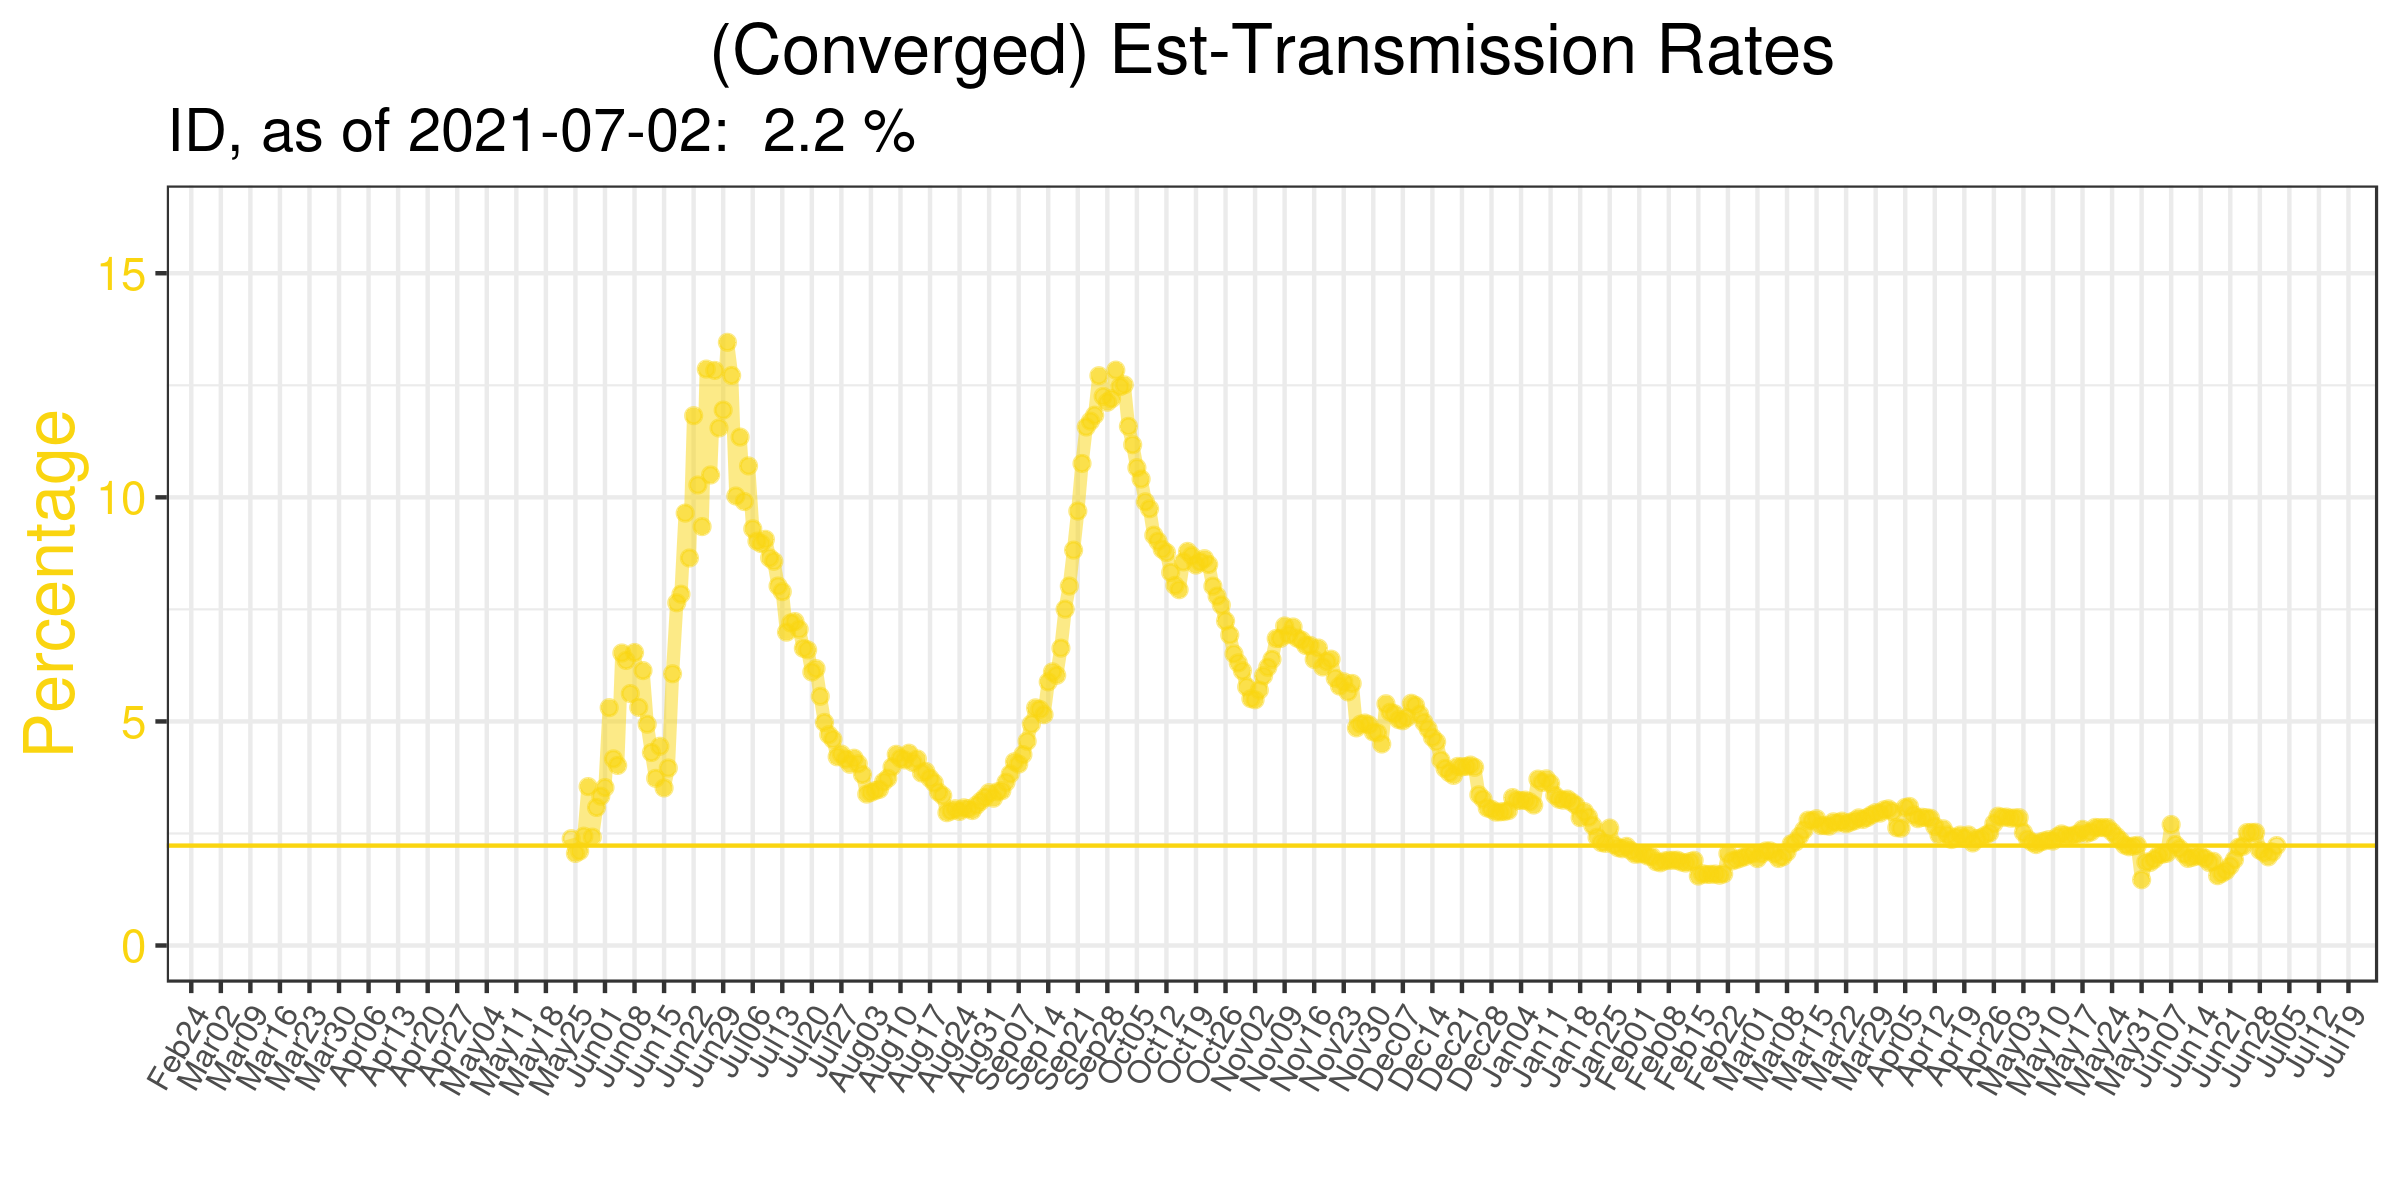 (Converged) Est-Transmission Rates
ID, as of 2021-07-02:  2.2 %
Percentage
15
10
5
0
Feb24
Mar02
Mar09
Mar16
Mar23
Mar30
Apr06
Apr13
Apr20
Apr27
May04
May11
May18
May25
Jun01
Jun08
Jun15
Jun22
Jun29
Jul06
Jul13
Jul20
Jul27
Aug03
Aug10
Aug17
Aug24
Aug31
Sep07
Sep14
Sep21
Sep28
Oct05
Oct12
Oct19
Oct26
Nov02
Nov09
Nov16
Nov23
Nov30
Dec07
Dec14
Dec21
Dec28
Jan04
Jan11
Jan18
Jan25
Feb01
Feb08
Feb15
Feb22
Mar01
Mar08
Mar15
Mar22
Mar29
Apr05
Apr12
Apr19
Apr26
May03
May10
May17
May24
May31
Jun07
Jun14
Jun21
Jun28
Jul05
Jul12
Jul19